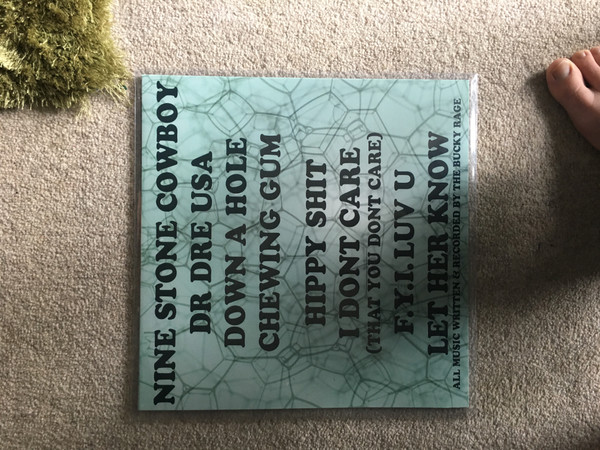 NINE STONE COWBOY
DR DRE USA
DOWN A HOLE
CHEWING GUM
HIPPY SHIT
I DONT CARE
(THAT YOU DONT CARE)
F.Y.I. LUV U
LET HER KNOW
ALL MUSIC WRITTEN & RECORDED BY THE BUCKY RAGE